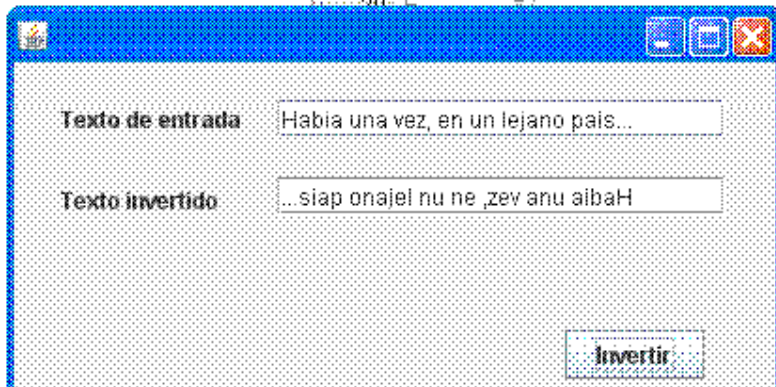 Texto de entrada Habia una vez, en un lejano pais...
Texto invertido ...siap onajel nu ne ,zev anu aibaH
Invertir